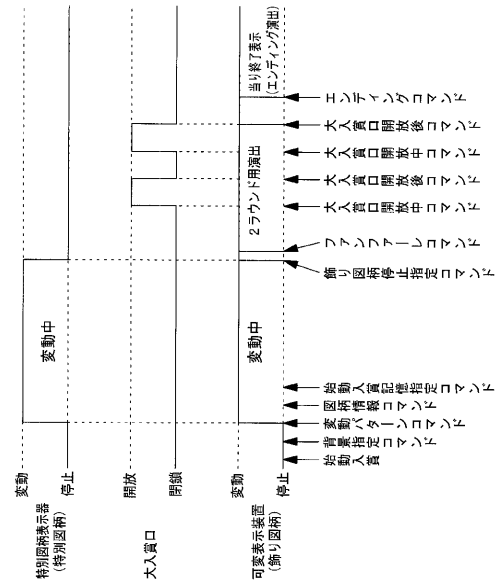 特別図柄表示器
(特別図柄)
変動
停止
変動中
大入賞口
開放
閉鎖
可変表示装置
(飾り図柄)
変動
停止
変動中
2ラウンド用演出
当り終了表示
(エンディング演出)
始動入賞
背景指定コマンド
変動パターンコマンド
図柄情報コマンド
始動入賞記憶指定コマンド
飾り図柄停止指定コマンド
ファンファーレコマンド
大入賞口開放中コマンド
大入賞口開放後コマンド
大入賞口開放中コマンド
大入賞口開放後コマンド
エンディングコマンド